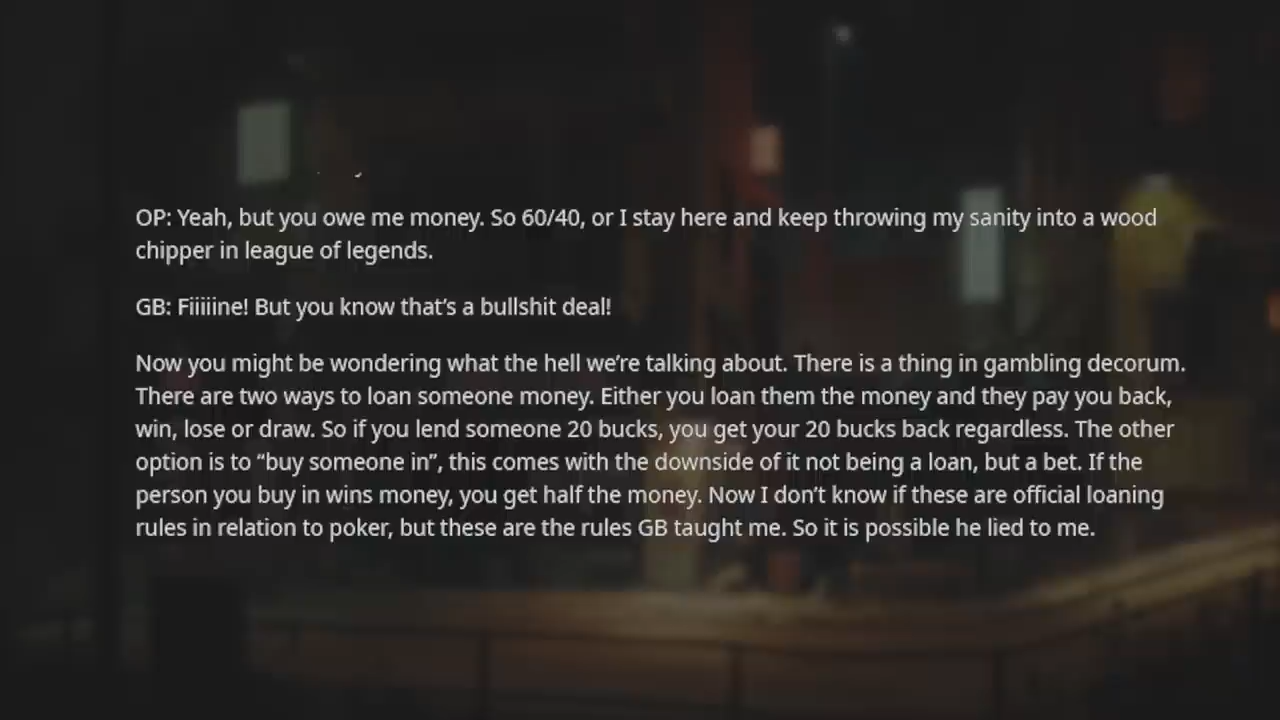 OP: Yeah, but you owe me money. So 60/40, or I stay here and keep throwing my sanity into a wood
chipper in league of legends.
GB: Fiiiiine! But you know that's a bullshit deal!
Now you might be wondering what the hell we're talking about. There is a thing in gambling decorum.
There are two ways to loan someone money. Either you loan them the money and they pay you back,
win, lose or draw. So if you lend someone 20 bucks, you get your 20 bucks back regardless. The other
option is to “buy someone in”, this comes with the downside of it not being a loan, but a bet. If the
person you buy in wins money, you get half the money. Now I don't know if these are official loaning
rules in relation to poker, but these are the rules GB taught me. So it is possible he lied to me.